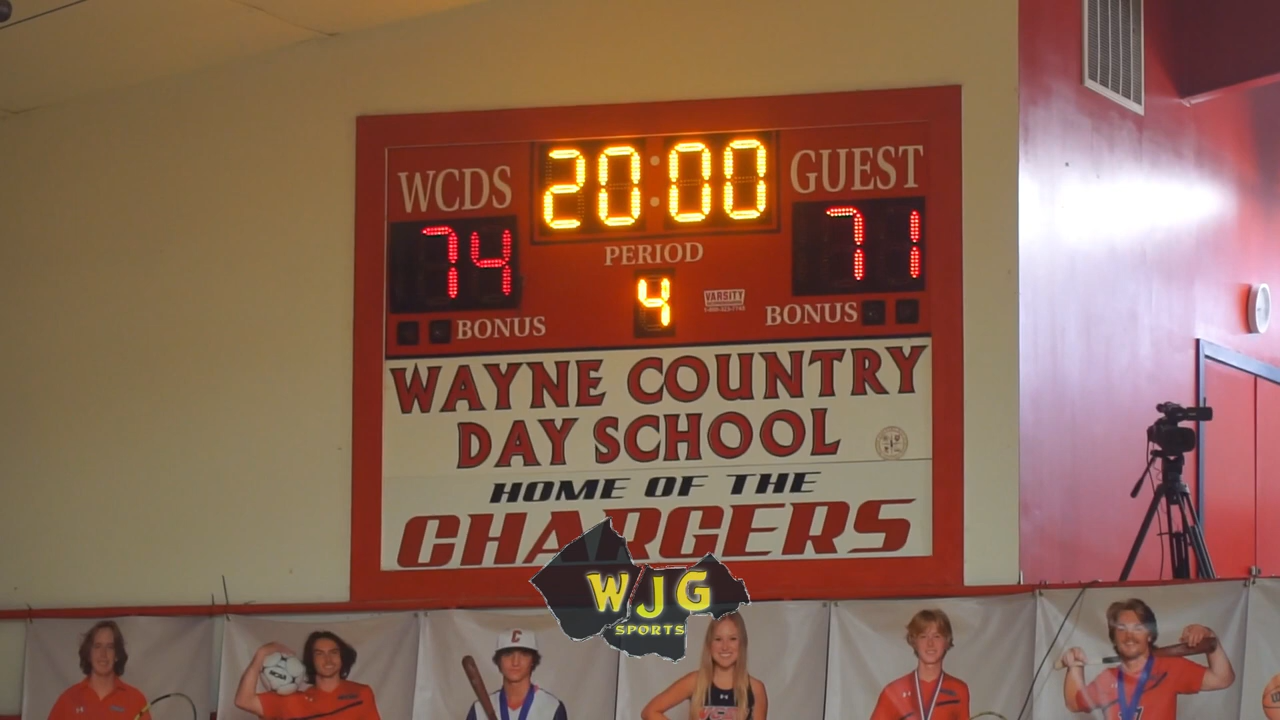 WCDS 20:00 GUEST
74 PERIOD 71
4 VARSITY
BONUS BONUS
WAYNE COUNTRY
DAY SCHOOL
HOME OF THE
CHARGERS
WJG
SPORTS
C